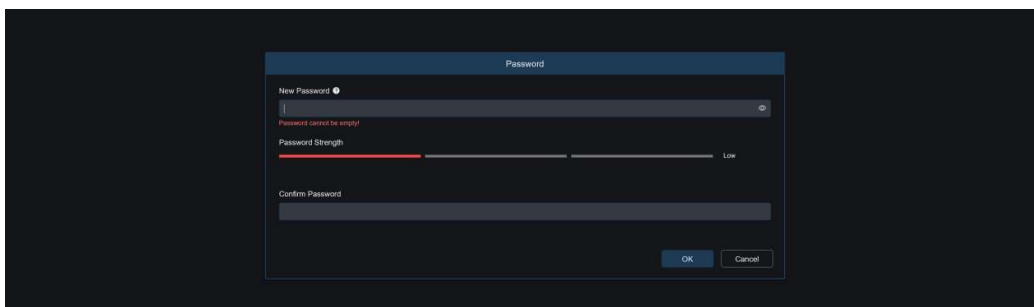 Password
New Password
Password cannot be empty!
Password Strength
Low
Confirm Password
OK
Cancel